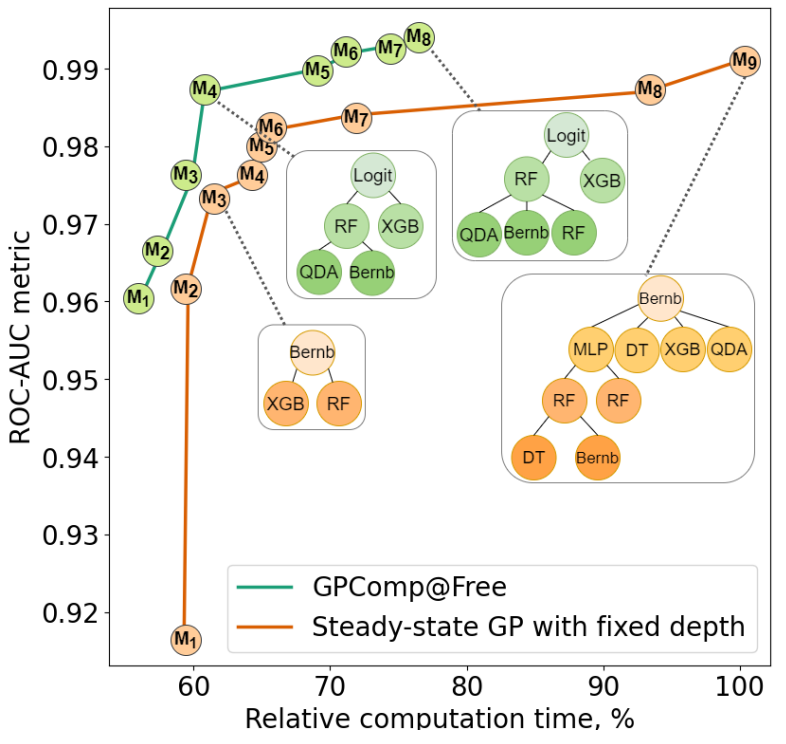 ROC-AUC metric
0.99
0.98
0.97
0.96
0.95
0.94
0.93
0.92
M₁
M₂
M₃
M₄
M₅
M₆
M₇
M₈
M₁
M₂
M₃
M₄
M₅
M₆
M₇
M₈
M₉
Logit
RF XGB
QDA Bernb
Logit
RF XGB
QDA Bernb RF
Bernb
XGB RF
Bernb
MLP DT XGB QDA
RF RF
DT Bernb
GPComp@Free
Steady-state GP with fixed depth
60 70 80 90 100
Relative computation time, %